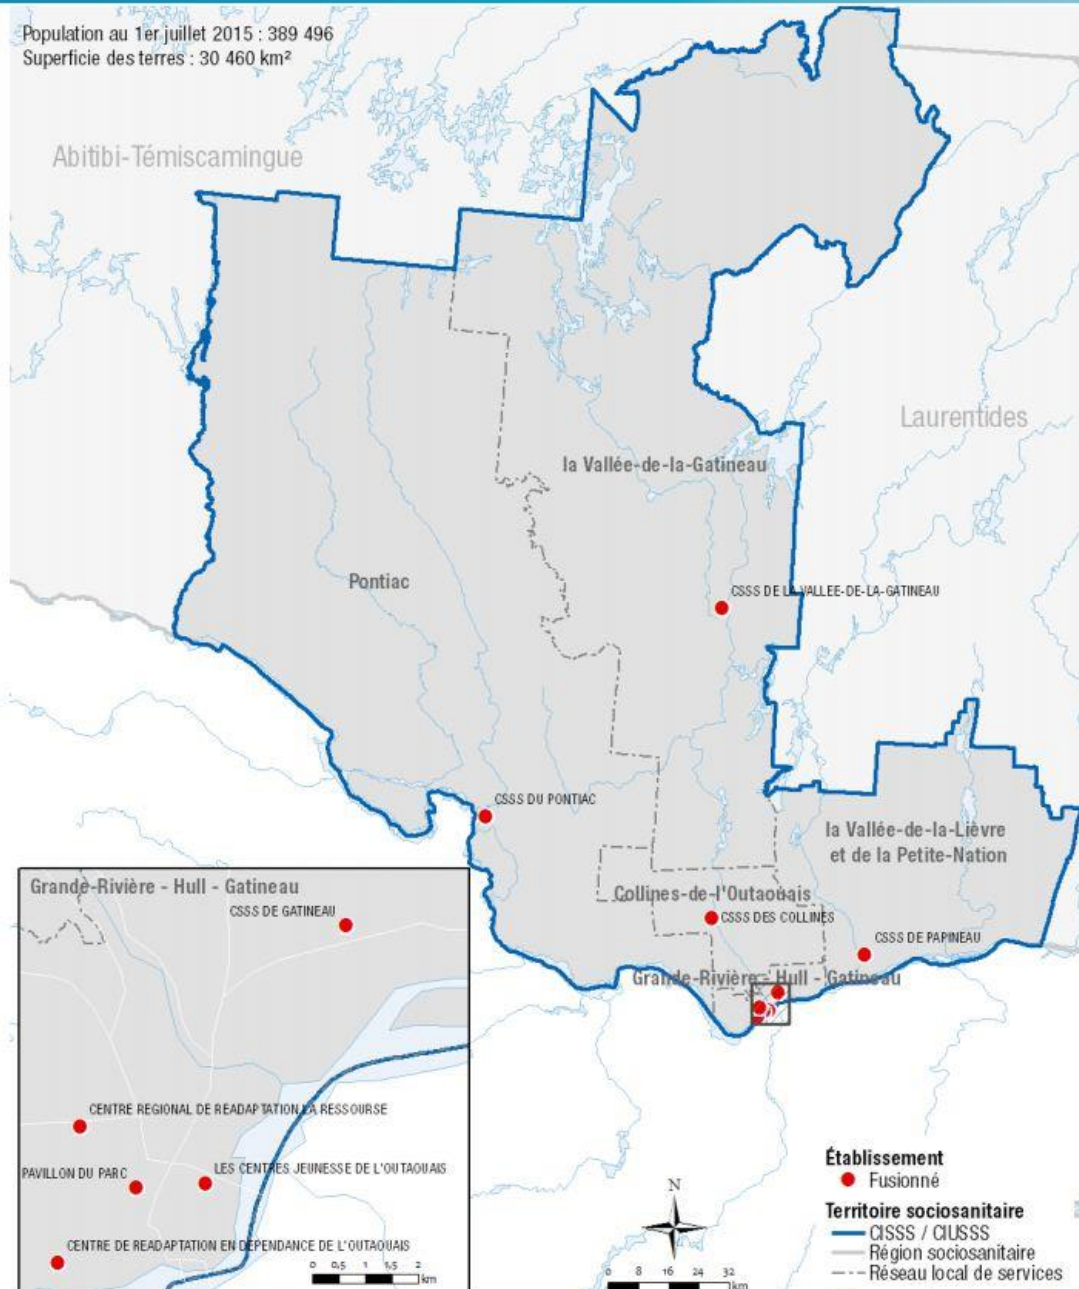 Population au 1er juillet 2015 : 389 496
Superficie des terres : 30 460 km²
Abitibi-Témiscamingue
Laurentides
la Vallée-de-la-Gatineau
Pontiac
CSSS DE LA VALLEE-DE-LA-GATINEAU
CSSS DU PONTIAC
la Vallée-de-la-Lièvre
et de la Petite-Nation
Collines-de-l'Outaouais
CSSS DES COLLINES
CSSS DE PAPINEAU
Grande-Rivière - Hull - Gatineau
Grande-Rivière - Hull - Gatineau
CSSS DE GATINEAU
CENTRE REGIONAL DE READAPTATION LA RESSOURSE
PAVILLON DU PARC
LES CENTRES JEUNESSE DE L'OUTAOUAIS
CENTRE DE READAPTATION EN DEPENDANCE DE L'OUTAOUAIS
0 0,5 1 1,5 2
km
N
0 8 16 24 32
km
Établissement
Fusionné
Territoire sociosanitaire
CISSS / CIUSSS
Région sociosanitaire
Réseau local de services